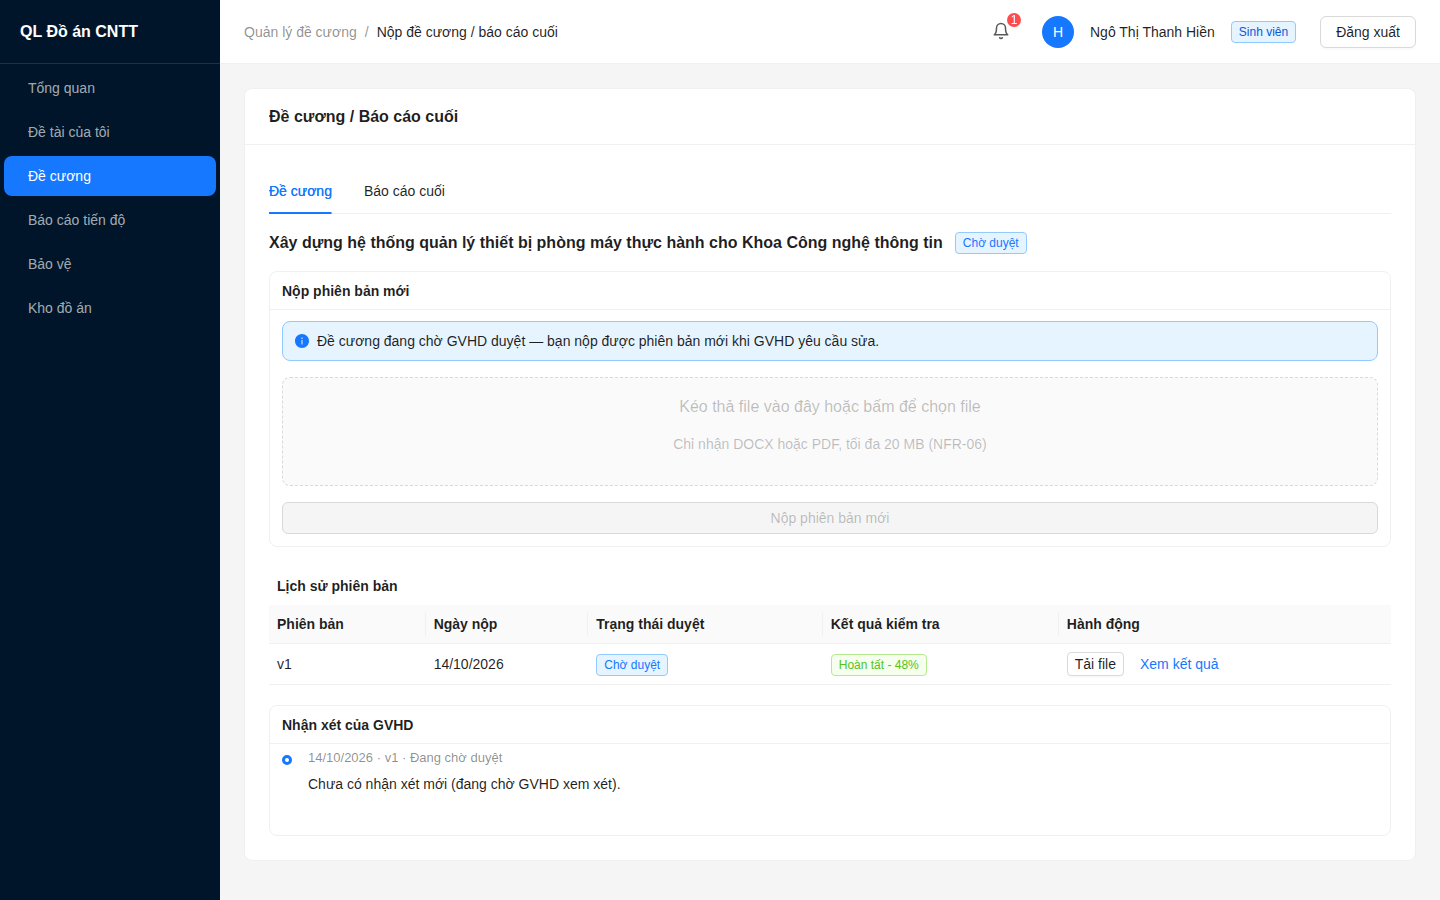 QL Đồ án CNTT
Quản lý đề cương / Nộp đề cương / báo cáo cuối
1
H
Ngô Thị Thanh Hiền
Sinh viên
Đăng xuất
Tổng quan
Đề tài của tôi
Đề cương
Báo cáo tiến độ
Bảo vệ
Kho đồ án
Đề cương / Báo cáo cuối
Đề cương
Báo cáo cuối
Xây dựng hệ thống quản lý thiết bị phòng máy thực hành cho Khoa Công nghệ thông tin
Chờ duyệt
Nộp phiên bản mới
Đề cương đang chờ GVHD duyệt — bạn nộp được phiên bản mới khi GVHD yêu cầu sửa.
Kéo thả file vào đây hoặc bấm để chọn file
Chỉ nhận DOCX hoặc PDF, tối đa 20 MB (NFR-06)
Nộp phiên bản mới
Lịch sử phiên bản
Phiên bản Ngày nộp Trạng thái duyệt Kết quả kiểm tra Hành động
v1 14/10/2026 Chờ duyệt Hoàn tất - 48% Tải file Xem kết quả
Nhận xét của GVHD
14/10/2026 · v1 · Đang chờ duyệt
Chưa có nhận xét mới (đang chờ GVHD xem xét).